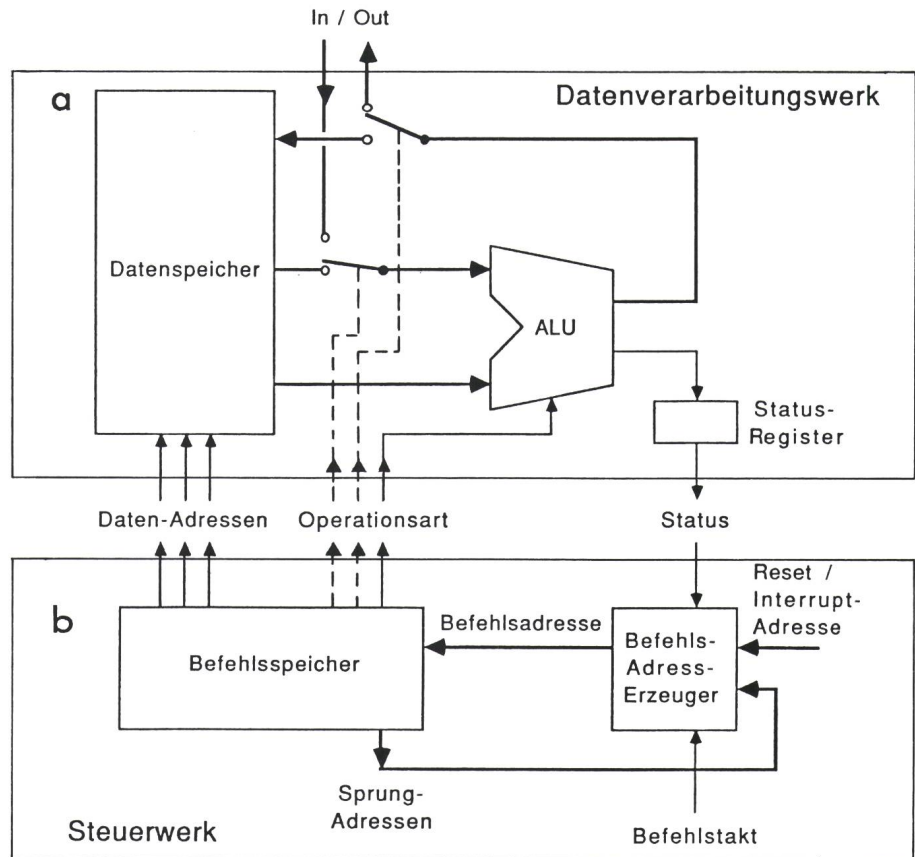 In / Out
a
Datenverarbeitungswerk
Datenspeicher
ALU
Status-
Register
Daten-Adressen
Operationsart
Status
b
Reset /
Interrupt-
Adresse
Befehlsadresse
Befehlsspeicher
Befehls-
Adress-
Erzeuger
Sprung-
Adressen
Steuerwerk
Befehlstakt